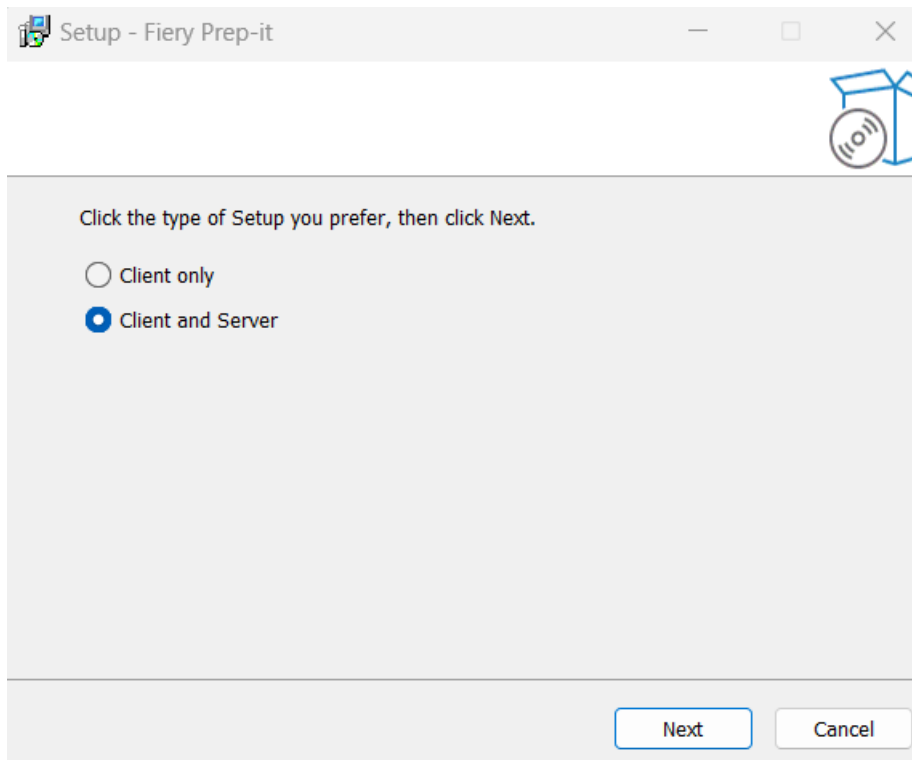 Setup - Fiery Prep-it
Click the type of Setup you prefer, then click Next.
Client only
Client and Server
Next
Cancel